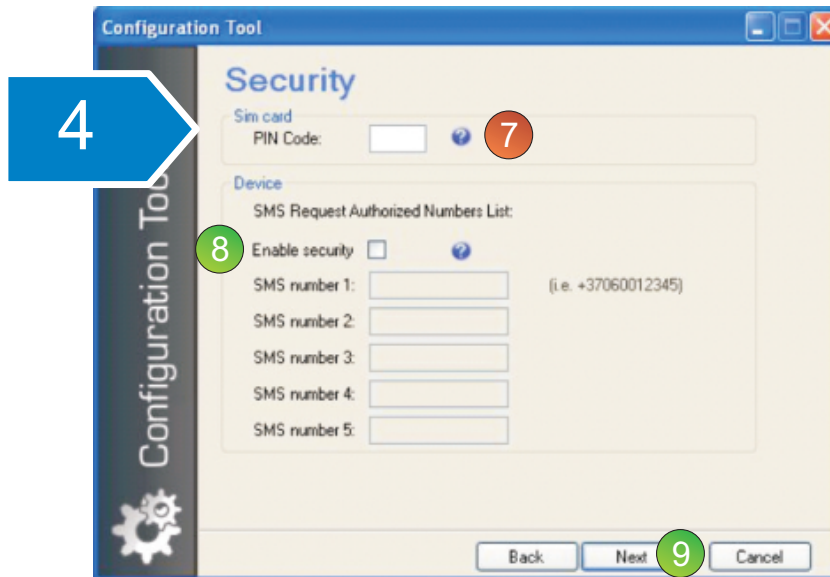 Configuration Tool
4
Security
Sim card
PIN Code:
?
7
Device
SMS Request Authorized Numbers List:
8
Enable security
?
SMS number 1:
(i.e. +37060012345)
SMS number 2:
SMS number 3:
SMS number 4:
SMS number 5:
Configuration Too
Back
Next
9
Cancel